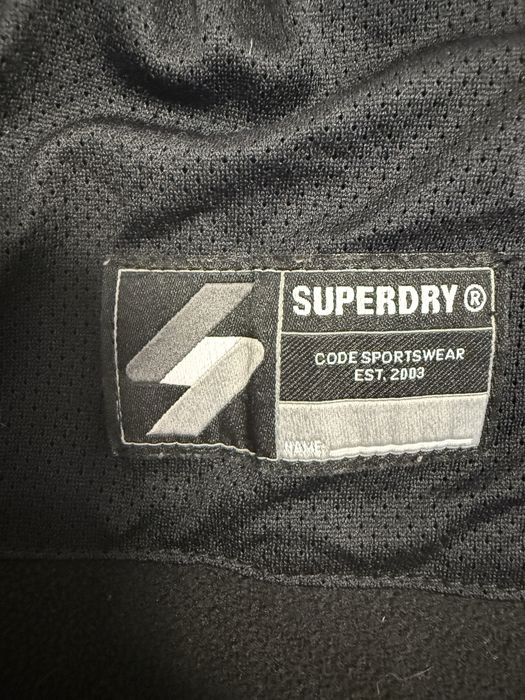 SUPERDRY®
CODE SPORTSWEAR
EST. 2003
NAME: